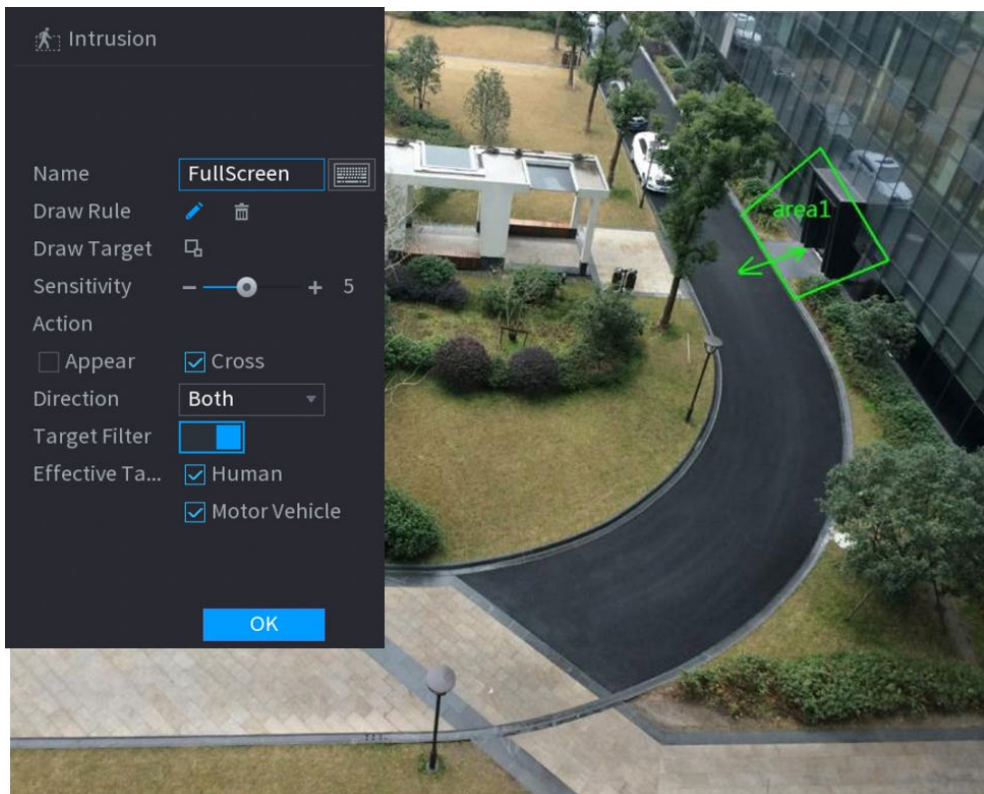 Intrusion
Name FullScreen
Draw Rule
Draw Target
Sensitivity − + 5
Action
Appear Cross
Direction Both
Target Filter
Effective Ta... Human
Motor Vehicle
OK
area1